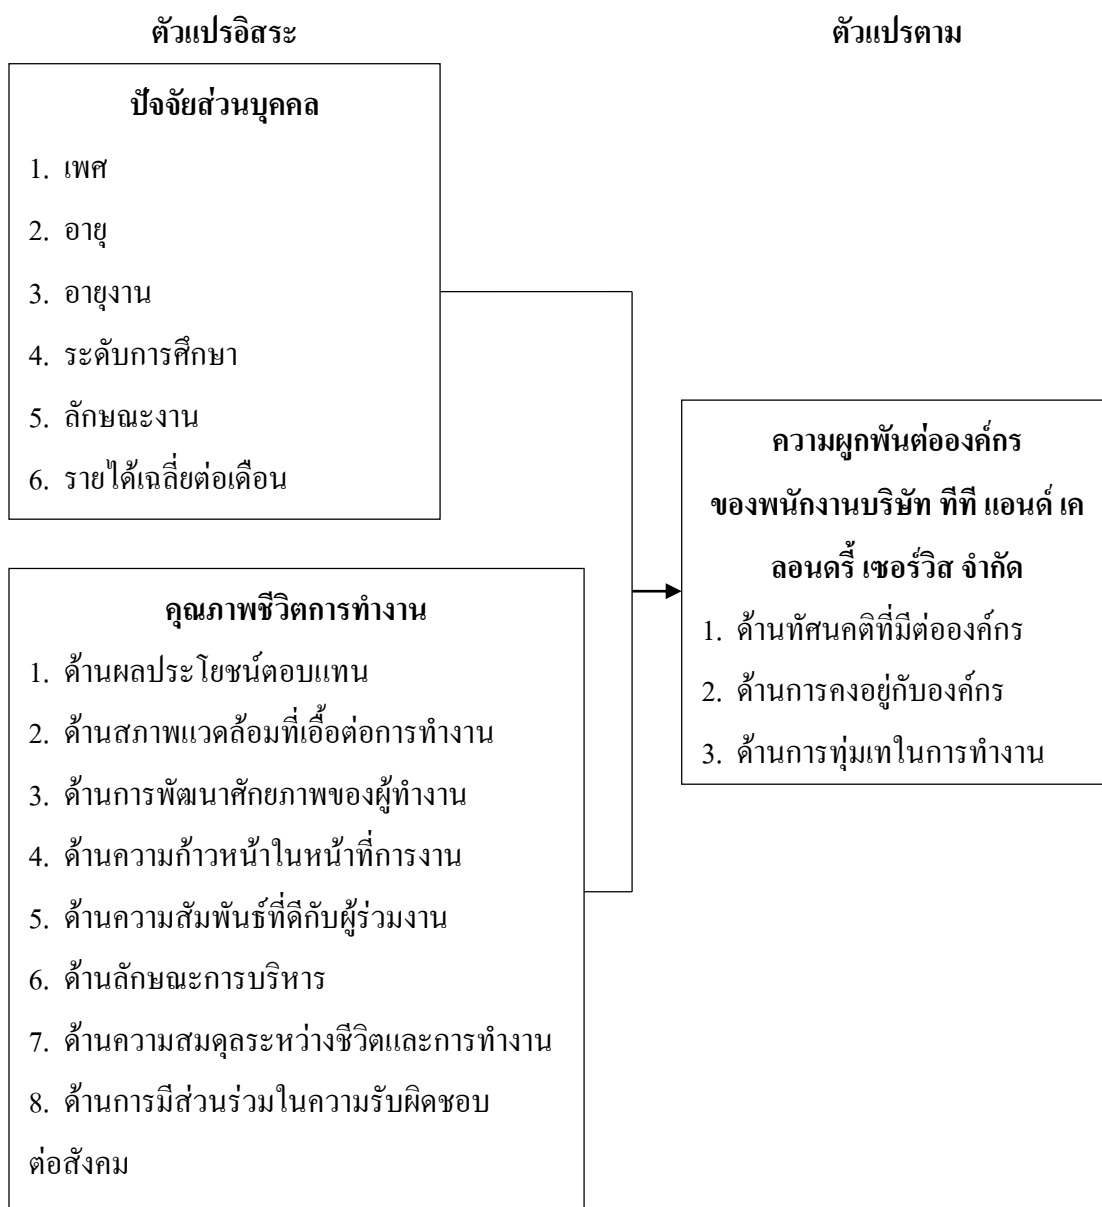 ตัวแปรอิสระ
ตัวแปรตาม
ปัจจัยส่วนบุคคล
1. เพศ
2. อายุ
3. อายุงาน
4. ระดับการศึกษา
5. ลักษณะงาน
6. รายได้เฉลี่ยต่อเดือน
คุณภาพชีวิตการทำงาน
1. ด้านผลประโยชน์ตอบแทน
2. ด้านสภาพแวดล้อมที่เอื้อต่อการทำงาน
3. ด้านการพัฒนาศักยภาพของผู้ทำงาน
4. ด้านความก้าวหน้าในหน้าที่การงาน
5. ด้านความสัมพันธ์ที่ดีกับผู้ร่วมงาน
6. ด้านลักษณะการบริหาร
7. ด้านความสมดุลระหว่างชีวิตและการทำงาน
8. ด้านการมีส่วนร่วมในความรับผิดชอบ
ต่อสังคม
ความผูกพันต่อองค์กร
ของพนักงานบริษัท ทีที แอนด์ เค
ลอนดรี้ เซอร์วิส จำกัด
1. ด้านทัศนคติที่มีต่อองค์กร
2. ด้านการคงอยู่กับองค์กร
3. ด้านการทุ่มเทในการทำงาน